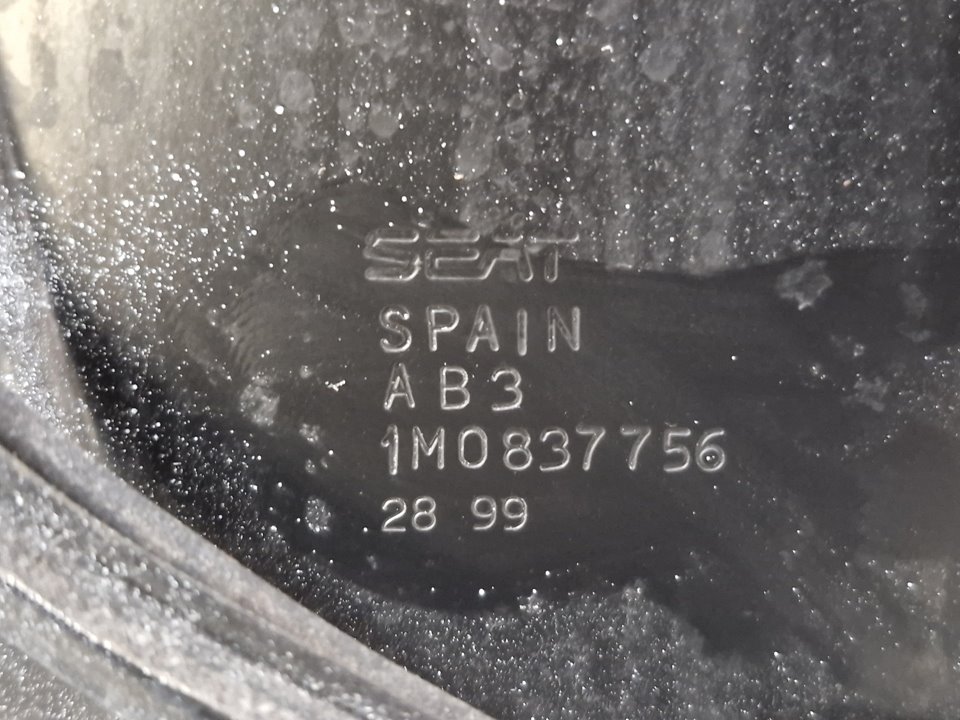 SEAT
SPAIN
AB3
1M0837756
28 99